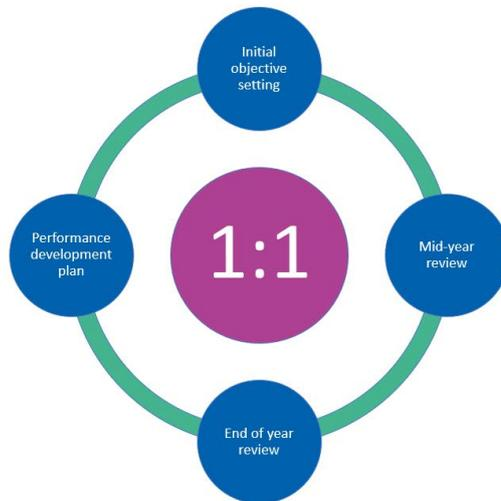 Initial
objective
setting
Performance
development
plan
1:1
Mid-year
review
End of year
review